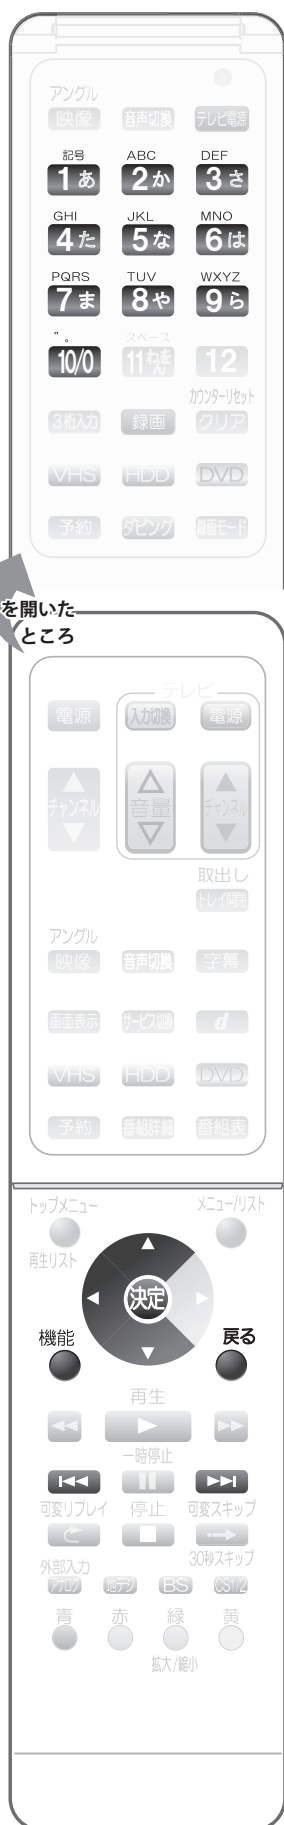 アングル
映像 音声切換 テレビ電源
記号 ABC DEF
1 あ 2 か 3 さ
GHI JKL MNO
4 た 5 な 6 は
PQRS TUV WXYZ
7 ま 8 や 9 ら
゛゜ スペース
10/0 11 わをん 12
カウンターリセット
3桁入力 録画 クリア
VHS HDD DVD
予約 ダビング 録画モード
を開いた
ところ
テレビ
電源 入力切換 電源
チャンネル 音量 チャンネル
取出し
トレイ開閉
アングル
映像 音声切換 字幕
画面表示 サービス切換 d
VHS HDD DVD
予約 番組詳細 番組表
トップメニュー メニュー/リスト
再生リスト
決定
機能 戻る
再生
一時停止
可変リプレイ 停止 可変スキップ
30秒スキップ
外部入力
アナログ 地デジ BS CS1/2
青 赤 緑 黄
拡大/縮小